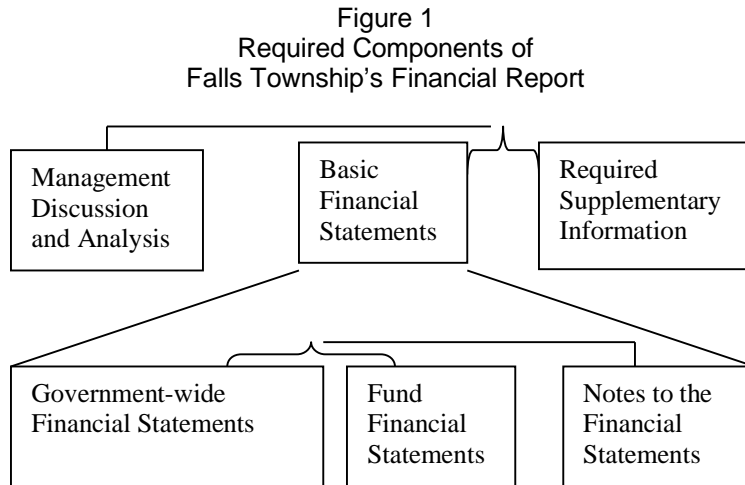 Figure 1
Required Components of
Falls Township's Financial Report
Management
Discussion
and Analysis
Basic
Financial
Statements
Required
Supplementary
Information
Government-wide
Financial Statements
Fund
Financial
Statements
Notes to the
Financial
Statements